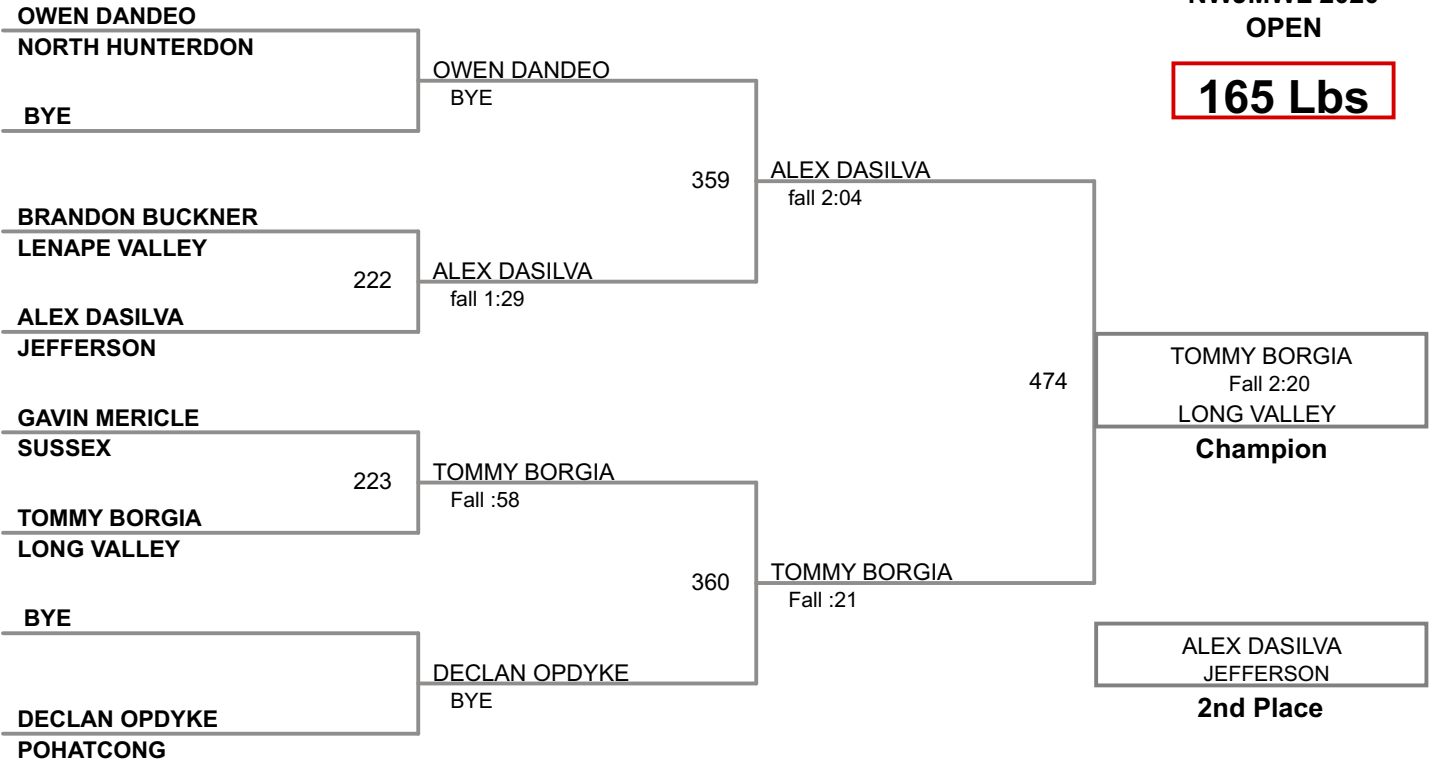 OWEN DANDEO
NORTH HUNTERDON
BYE
BRANDON BUCKNER
LENAPE VALLEY
ALEX DASILVA
JEFFERSON
GAVIN MERICLE
SUSSEX
TOMMY BORGIA
LONG VALLEY
BYE
DECLAN OPDYKE
POHATCONG
222
223
OWEN DANDEO
BYE
ALEX DASILVA
fall 1:29
TOMMY BORGIA
Fall :58
DECLAN OPDYKE
BYE
359
360
ALEX DASILVA
fall 2:04
TOMMY BORGIA
Fall :21
474
OPEN
165 Lbs
TOMMY BORGIA
Fall 2:20
LONG VALLEY
Champion
ALEX DASILVA
JEFFERSON
2nd Place